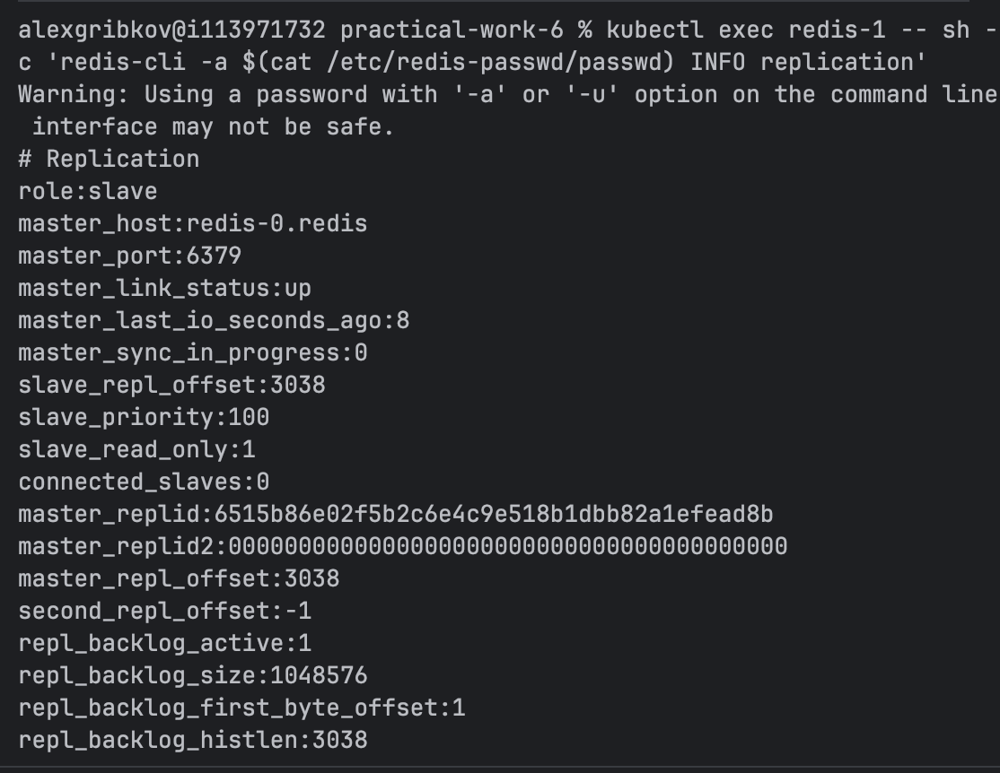 alexgribkov@i113971732 practical-work-6 % kubectl exec redis-1 -- sh -
c 'redis-cli -a $(cat /etc/redis-passwd/passwd) INFO replication'
Warning: Using a password with '-a' or '-u' option on the command line
 interface may not be safe.
# Replication
role:slave
master_host:redis-0.redis
master_port:6379
master_link_status:up
master_last_io_seconds_ago:8
master_sync_in_progress:0
slave_repl_offset:3038
slave_priority:100
slave_read_only:1
connected_slaves:0
master_replid:6515b86e02f5b2c6e4c9e518b1dbb82a1efead8b
master_replid2:0000000000000000000000000000000000000000
master_repl_offset:3038
second_repl_offset:-1
repl_backlog_active:1
repl_backlog_size:1048576
repl_backlog_first_byte_offset:1
repl_backlog_histlen:3038